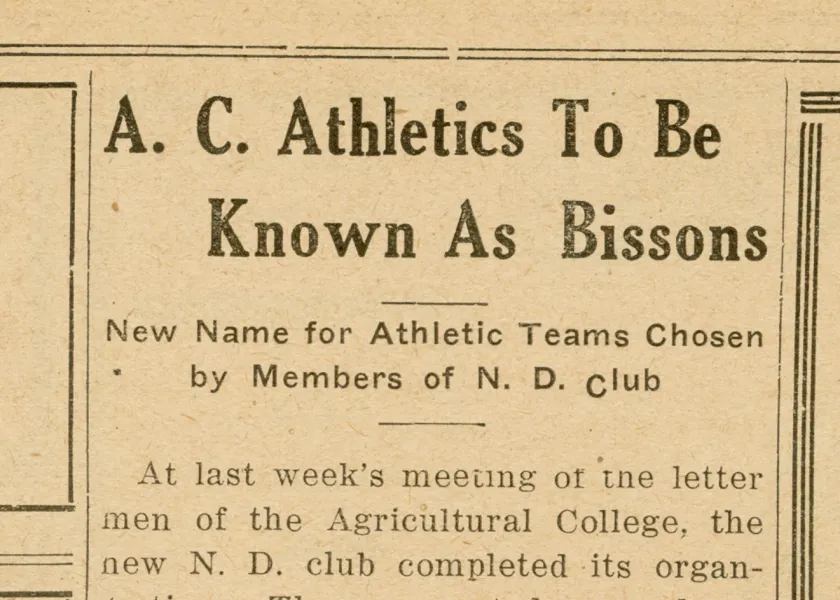 A. C. Athletics To Be
Known As Bissons
New Name for Athletic Teams Chosen
by Members of N. D. Club
At last week's meeting of the letter
men of the Agricultural College, the
new N. D. club completed its organ-